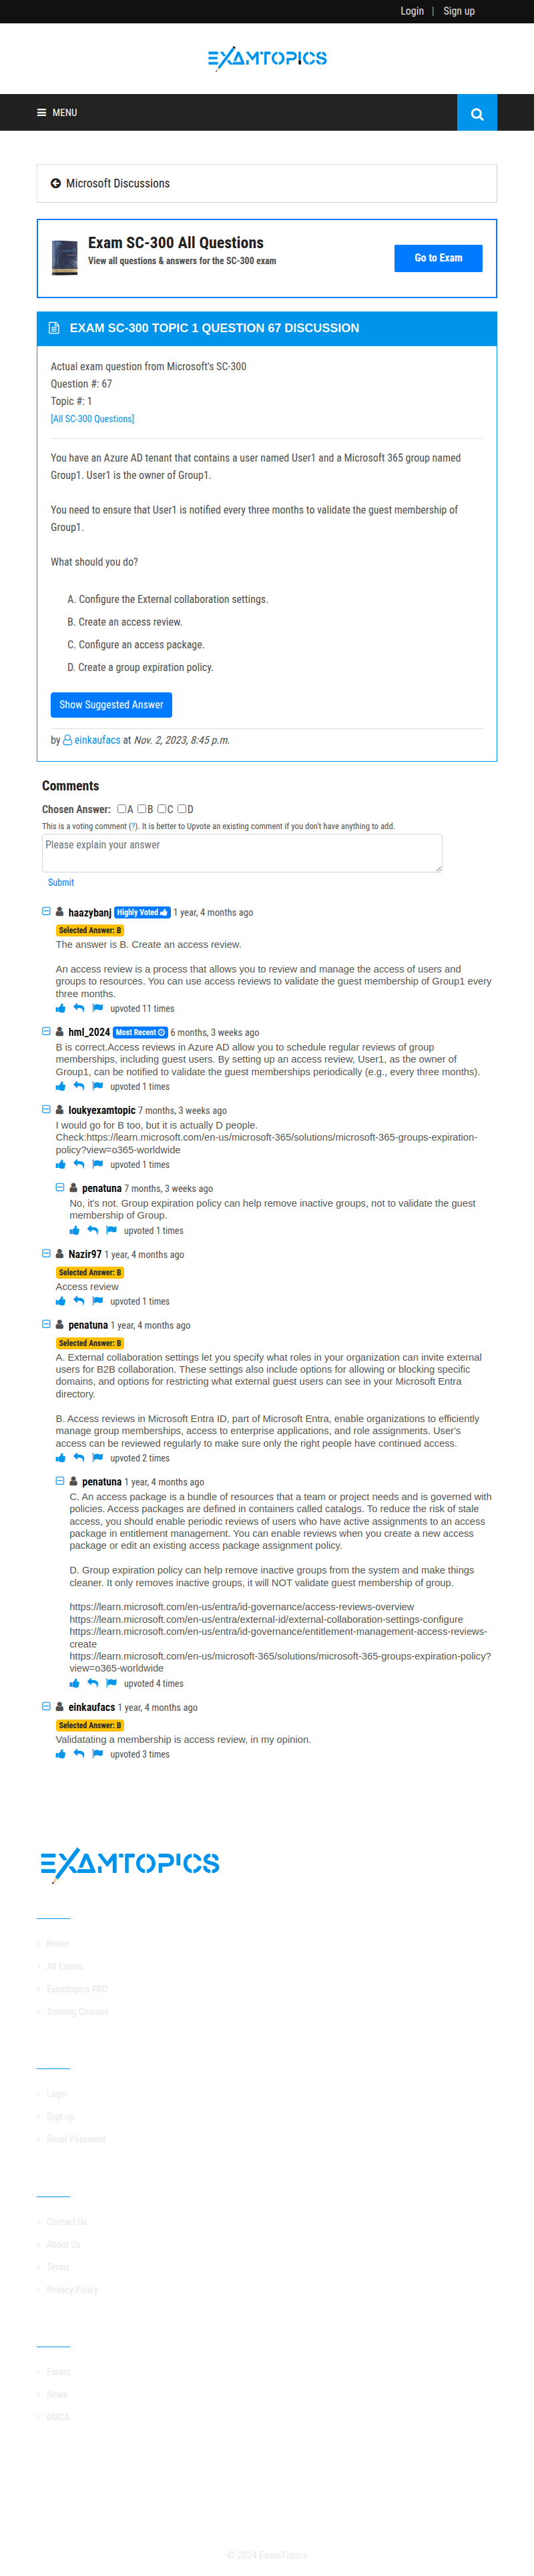 Login | Sign up
EXAMTOPICS
MENU
Microsoft Discussions
Exam SC-300 All Questions
View all questions & answers for the SC-300 exam
Go to Exam
EXAM SC-300 TOPIC 1 QUESTION 67 DISCUSSION
Actual exam question from Microsoft's SC-300
Question #: 67
Topic #: 1
[All SC-300 Questions]
You have an Azure AD tenant that contains a user named User1 and a Microsoft 365 group named
Group1. User1 is the owner of Group1.
You need to ensure that User1 is notified every three months to validate the guest membership of
Group1.
What should you do?
A. Configure the External collaboration settings.
B. Create an access review.
C. Configure an access package.
D. Create a group expiration policy.
Show Suggested Answer
by einkaufacs at Nov. 2, 2023, 8:45 p.m.
Comments
Chosen Answer: A B C D
This is a voting comment (?). It is better to Upvote an existing comment if you don't have anything to add.
Please explain your answer
Submit
haazybanj Highly Voted 1 year, 4 months ago
Selected Answer: B
The answer is B. Create an access review.
An access review is a process that allows you to review and manage the access of users and
groups to resources. You can use access reviews to validate the guest membership of Group1 every
three months.
upvoted 11 times
hml_2024 Most Recent 6 months, 3 weeks ago
B is correct.Access reviews in Azure AD allow you to schedule regular reviews of group
memberships, including guest users. By setting up an access review, User1, as the owner of
Group1, can be notified to validate the guest memberships periodically (e.g., every three months).
upvoted 1 times
loukyexamtopic 7 months, 3 weeks ago
I would go for B too, but it is actually D people.
Check:https://learn.microsoft.com/en-us/microsoft-365/solutions/microsoft-365-groups-expiration-
policy?view=o365-worldwide
upvoted 1 times
penatuna 7 months, 3 weeks ago
No, it's not. Group expiration policy can help remove inactive groups, not to validate the guest
membership of Group.
upvoted 1 times
Nazir97 1 year, 4 months ago
Selected Answer: B
Access review
upvoted 1 times
penatuna 1 year, 4 months ago
Selected Answer: B
A. External collaboration settings let you specify what roles in your organization can invite external
users for B2B collaboration. These settings also include options for allowing or blocking specific
domains, and options for restricting what external guest users can see in your Microsoft Entra
directory.
B. Access reviews in Microsoft Entra ID, part of Microsoft Entra, enable organizations to efficiently
manage group memberships, access to enterprise applications, and role assignments. User's
access can be reviewed regularly to make sure only the right people have continued access.
upvoted 2 times
penatuna 1 year, 4 months ago
C. An access package is a bundle of resources that a team or project needs and is governed with
policies. Access packages are defined in containers called catalogs. To reduce the risk of stale
access, you should enable periodic reviews of users who have active assignments to an access
package in entitlement management. You can enable reviews when you create a new access
package or edit an existing access package assignment policy.
D. Group expiration policy can help remove inactive groups from the system and make things
cleaner. It only removes inactive groups, it will NOT validate guest membership of group.
https://learn.microsoft.com/en-us/entra/id-governance/access-reviews-overview
https://learn.microsoft.com/en-us/entra/external-id/external-collaboration-settings-configure
https://learn.microsoft.com/en-us/entra/id-governance/entitlement-management-access-reviews-
create
https://learn.microsoft.com/en-us/microsoft-365/solutions/microsoft-365-groups-expiration-policy?
view=o365-worldwide
upvoted 4 times
einkaufacs 1 year, 4 months ago
Selected Answer: B
Validatating a membership is access review, in my opinion.
upvoted 3 times
EXAMTOPICS
Home
All Exams
Examtopics PRO
Training Courses
Login
Sign up
Reset Password
Contact Us
About Us
Terms
Privacy Policy
Forum
News
DMCA
© 2024 ExamTopics